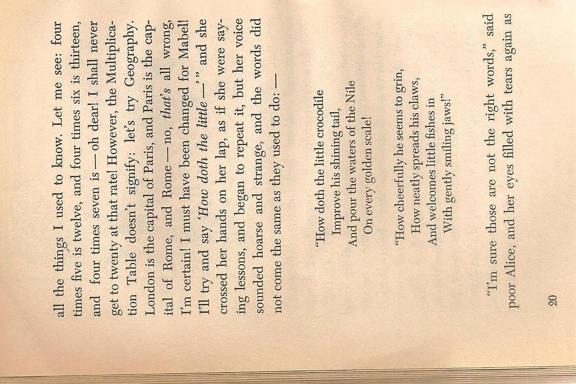 all the things I used to know. Let me see: four
times five is twelve, and four times six is thirteen,
and four times seven is — oh dear! I shall never
get to twenty at that rate! However, the Multiplica-
tion Table doesn't signify: let's try Geography.
London is the capital of Paris, and Paris is the cap-
ital of Rome, and Rome — no, that's all wrong,
I'm certain! I must have been changed for Mabel!
I'll try and say 'How doth the little —'" and she
crossed her hands on her lap, as if she were say-
ing lessons, and began to repeat it, but her voice
sounded hoarse and strange, and the words did
not come the same as they used to do: —
"How doth the little crocodile
Improve his shining tail,
And pour the waters of the Nile
On every golden scale!
"How cheerfully he seems to grin,
How neatly spreads his claws,
And welcomes little fishes in
With gently smiling jaws!"
"I'm sure those are not the right words," said
poor Alice, and her eyes filled with tears again as
20